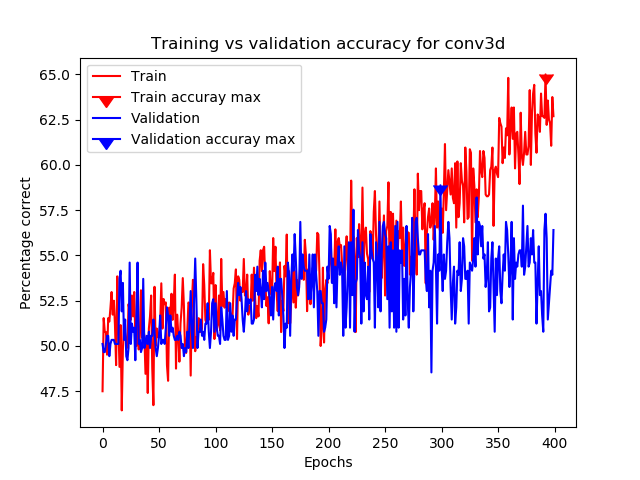 Training vs validation accuracy for conv3d
65.0
62.5
60.0
57.5
55.0
52.5
50.0
47.5
Percentage correct
Train
Train accuray max
Validation
Validation accuray max
0 50 100 150 200 250 300 350 400
Epochs